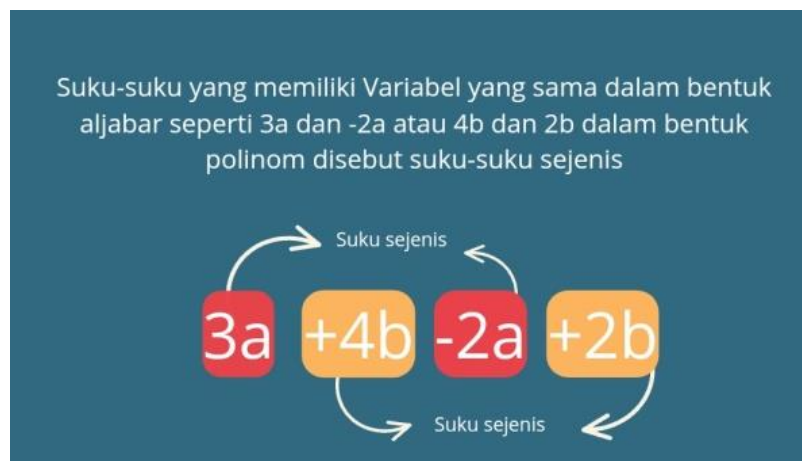 Suku-suku yang memiliki Variabel yang sama dalam bentuk
aljabar seperti 3a dan -2a atau 4b dan 2b dalam bentuk
polinom disebut suku-suku sejenis
Suku sejenis
3a +4b -2a +2b
Suku sejenis